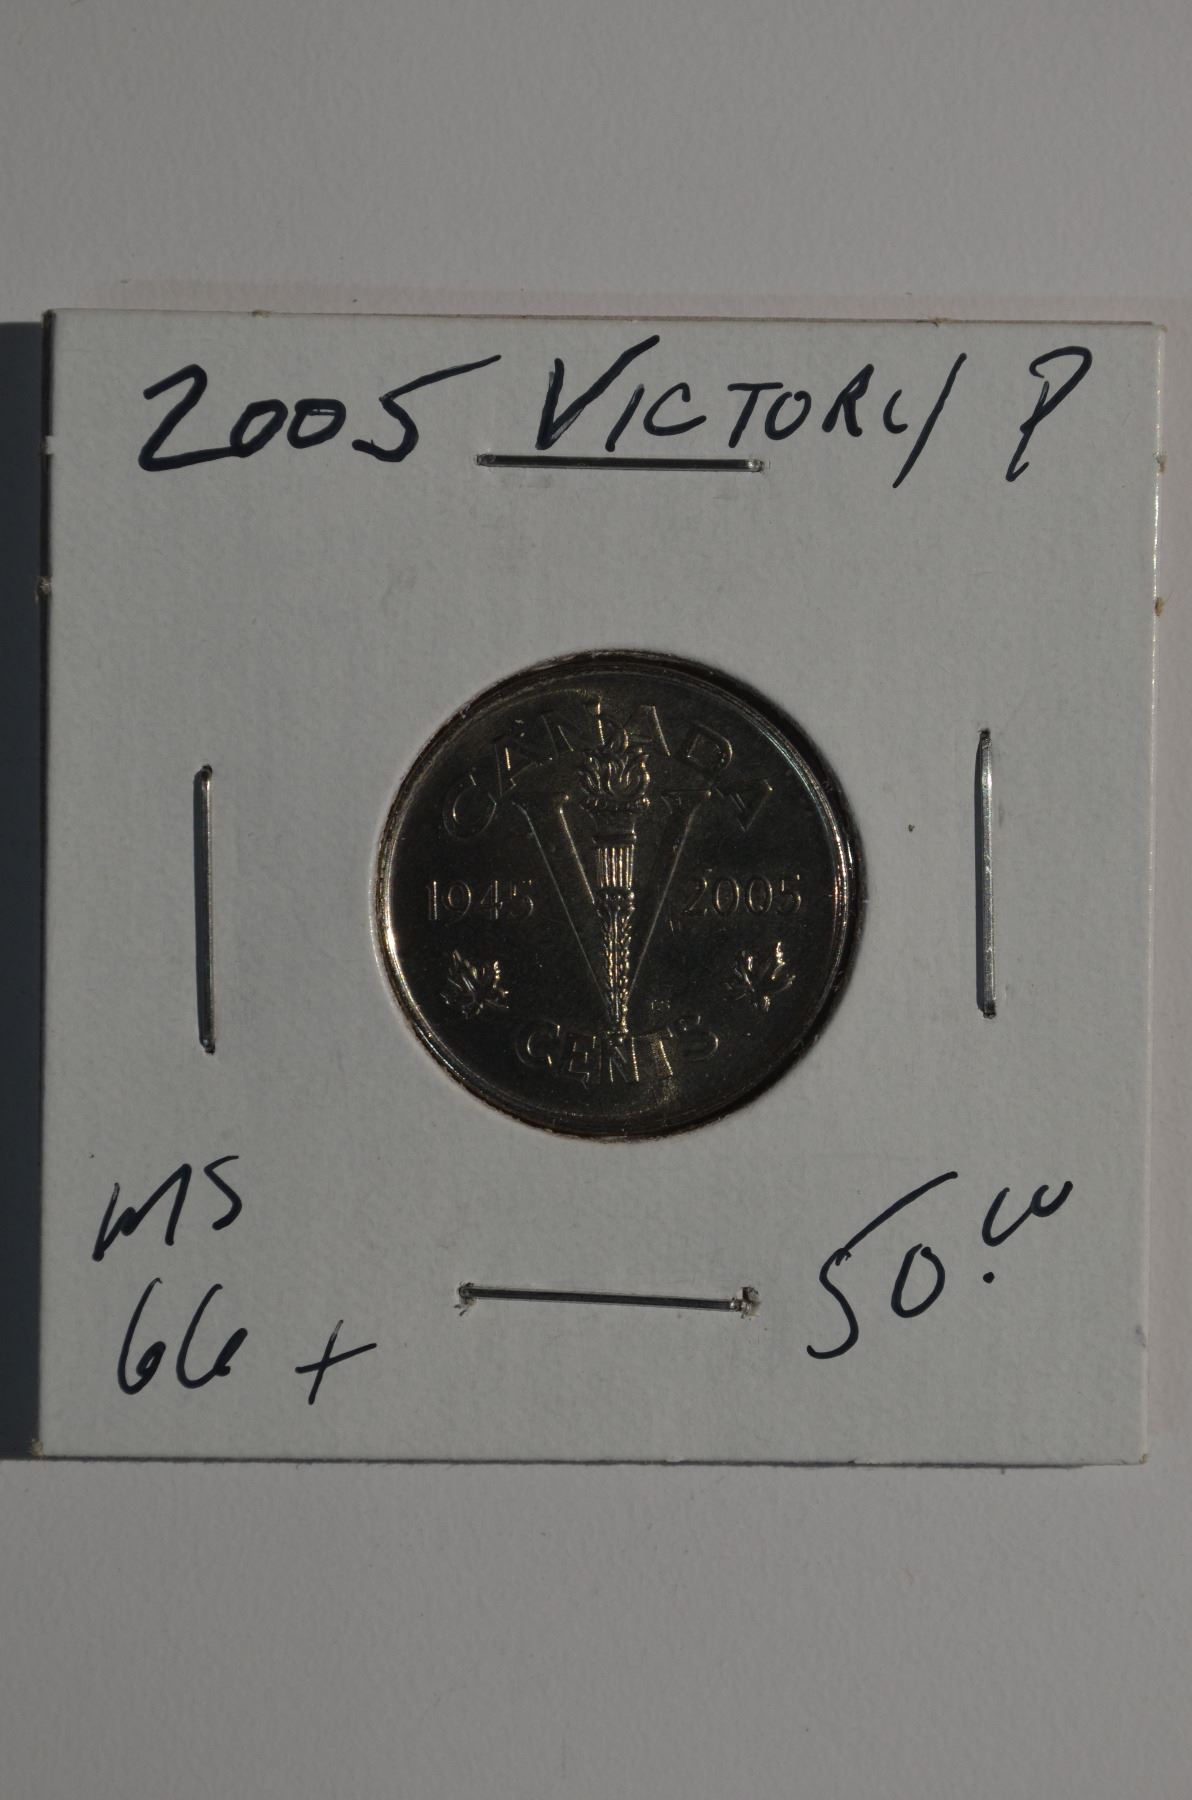 2005 VICTORY P
CANADA
1945 2005
CENTS
MS
66+
50.00